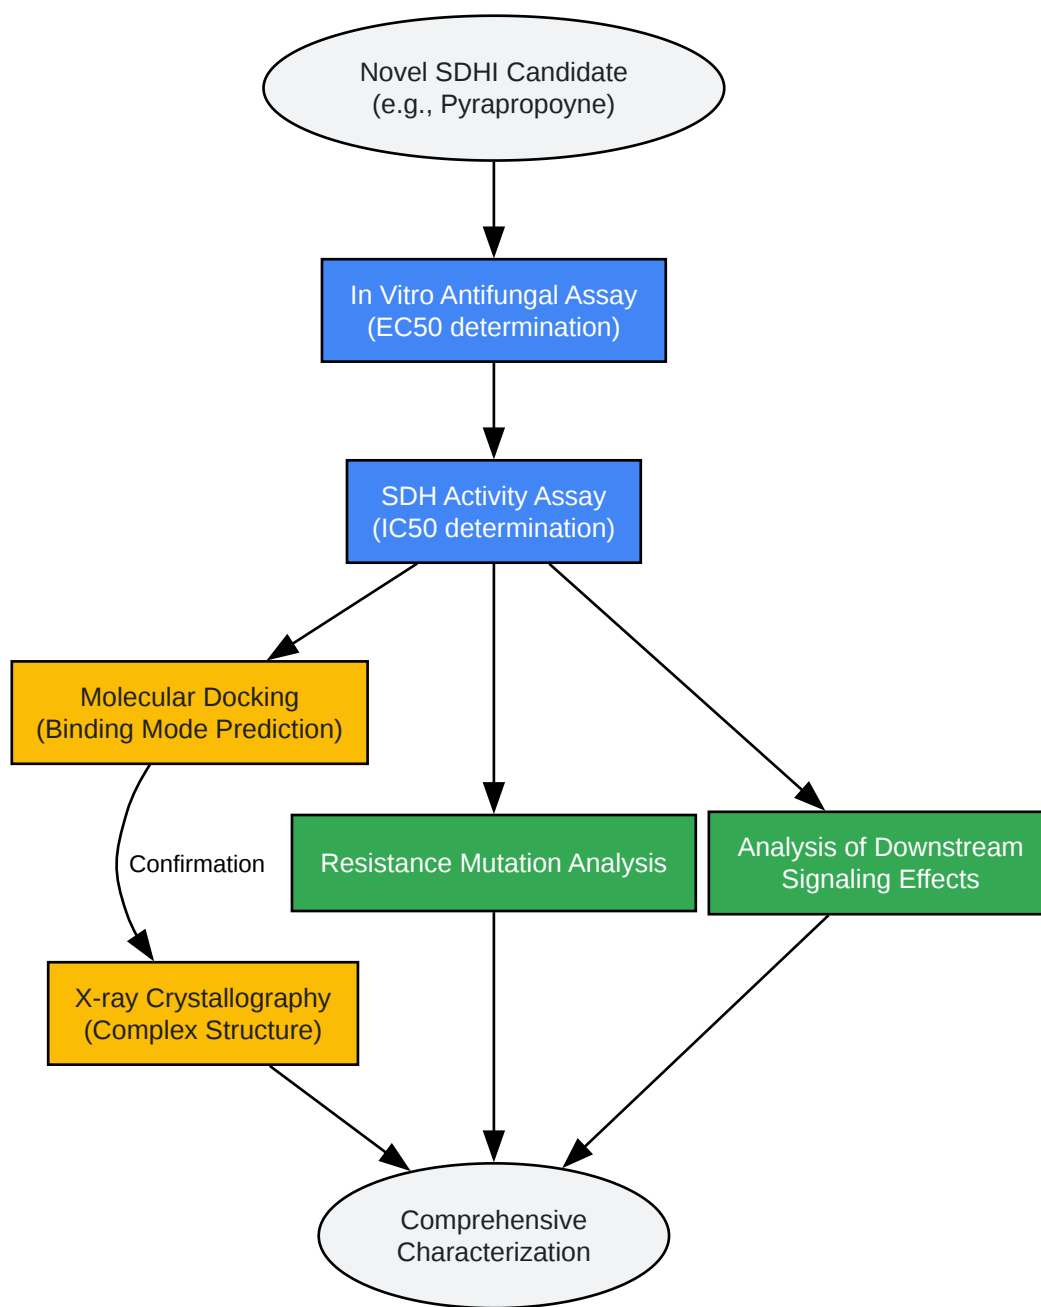 Novel SDHI Candidate
(e.g., Pyrapropoyne)
In Vitro Antifungal Assay
(EC50 determination)
SDH Activity Assay
(IC50 determination)
Molecular Docking
(Binding Mode Prediction)
Confirmation
Resistance Mutation Analysis
Analysis of Downstream
Signaling Effects
X-ray Crystallography
(Complex Structure)
Comprehensive
Characterization